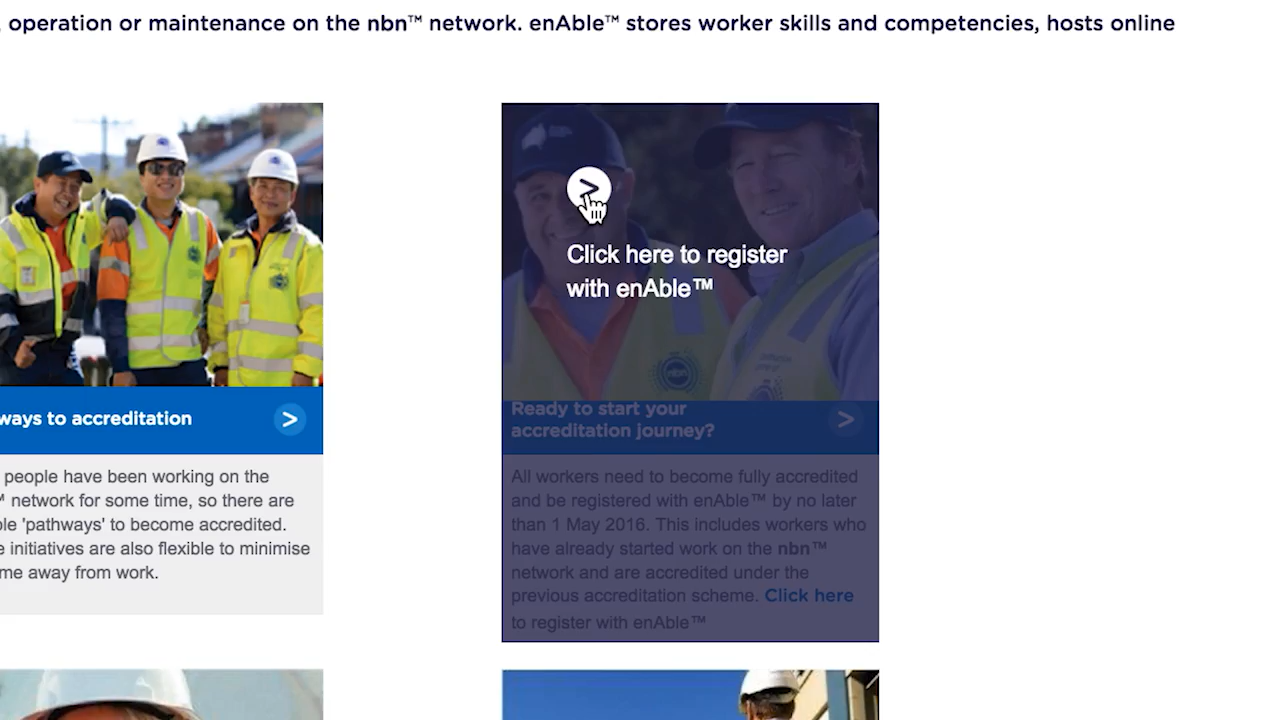 operation or maintenance on the nbn™ network. enAble™ stores worker skills and competencies, hosts online
ways to accreditation
people have been working on the
™ network for some time, so there are
ble 'pathways' to become accredited.
e initiatives are also flexible to minimise
me away from work.
Click here to register
with enAble™
nbn
Ready to start your
accreditation journey?
All workers need to become fully accredited
and be registered with enAble™ by no later
than 1 May 2016. This includes workers who
have already started work on the nbn™
network and are accredited under the
previous accreditation scheme. Click here
to register with enAble™